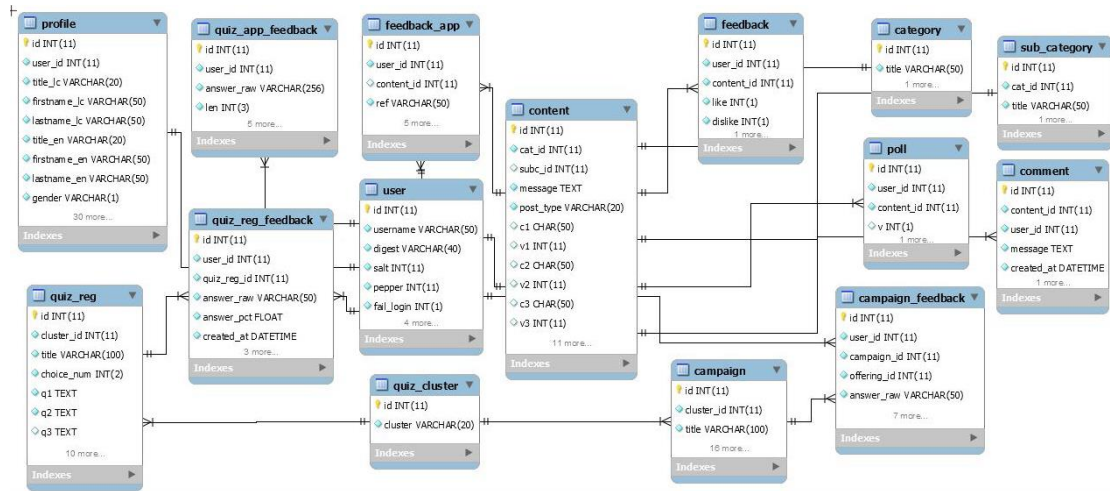 profile
id INT(11)
user_id INT(11)
title_lc VARCHAR(20)
firstname_lc VARCHAR(50)
lastname_lc VARCHAR(50)
title_en VARCHAR(20)
firstname_en VARCHAR(50)
lastname_en VARCHAR(50)
gender VARCHAR(1)
30 more...
Indexes
quiz_app_feedback
id INT(11)
user_id INT(11)
answer_raw VARCHAR(256)
len INT(3)
5 more...
Indexes
feedback_app
id INT(11)
user_id INT(11)
content_id INT(11)
ref VARCHAR(50)
5 more...
Indexes
content
id INT(11)
cat_id INT(11)
subc_id INT(11)
message TEXT
post_type VARCHAR(20)
c1 CHAR(50)
v1 INT(11)
c2 CHAR(50)
v2 INT(11)
c3 CHAR(50)
v3 INT(11)
11 more...
Indexes
feedback
id INT(11)
user_id INT(11)
content_id INT(11)
like INT(1)
dislike INT(1)
1 more...
Indexes
category
id INT(11)
title VARCHAR(50)
1 more...
Indexes
sub_category
id INT(11)
cat_id INT(11)
title VARCHAR(50)
1 more...
Indexes
quiz_reg_feedback
id INT(11)
user_id INT(11)
quiz_reg_id INT(11)
answer_raw VARCHAR(50)
answer_pct FLOAT
created_at DATETIME
3 more...
Indexes
user
id INT(11)
username VARCHAR(50)
digest VARCHAR(40)
salt INT(11)
pepper INT(11)
fail_login INT(1)
4 more...
Indexes
poll
id INT(11)
user_id INT(11)
content_id INT(11)
v INT(1)
1 more...
Indexes
comment
id INT(11)
content_id INT(11)
user_id INT(11)
message TEXT
created_at DATETIME
1 more...
Indexes
quiz_reg
id INT(11)
cluster_id INT(11)
title VARCHAR(100)
choice_num INT(2)
q1 TEXT
q2 TEXT
q3 TEXT
10 more...
Indexes
quiz_cluster
id INT(11)
cluster VARCHAR(20)
Indexes
campaign
id INT(11)
cluster_id INT(11)
title VARCHAR(100)
16 more...
Indexes
campaign_feedback
id INT(11)
user_id INT(11)
campaign_id INT(11)
offering_id INT(11)
answer_raw VARCHAR(50)
7 more...
Indexes